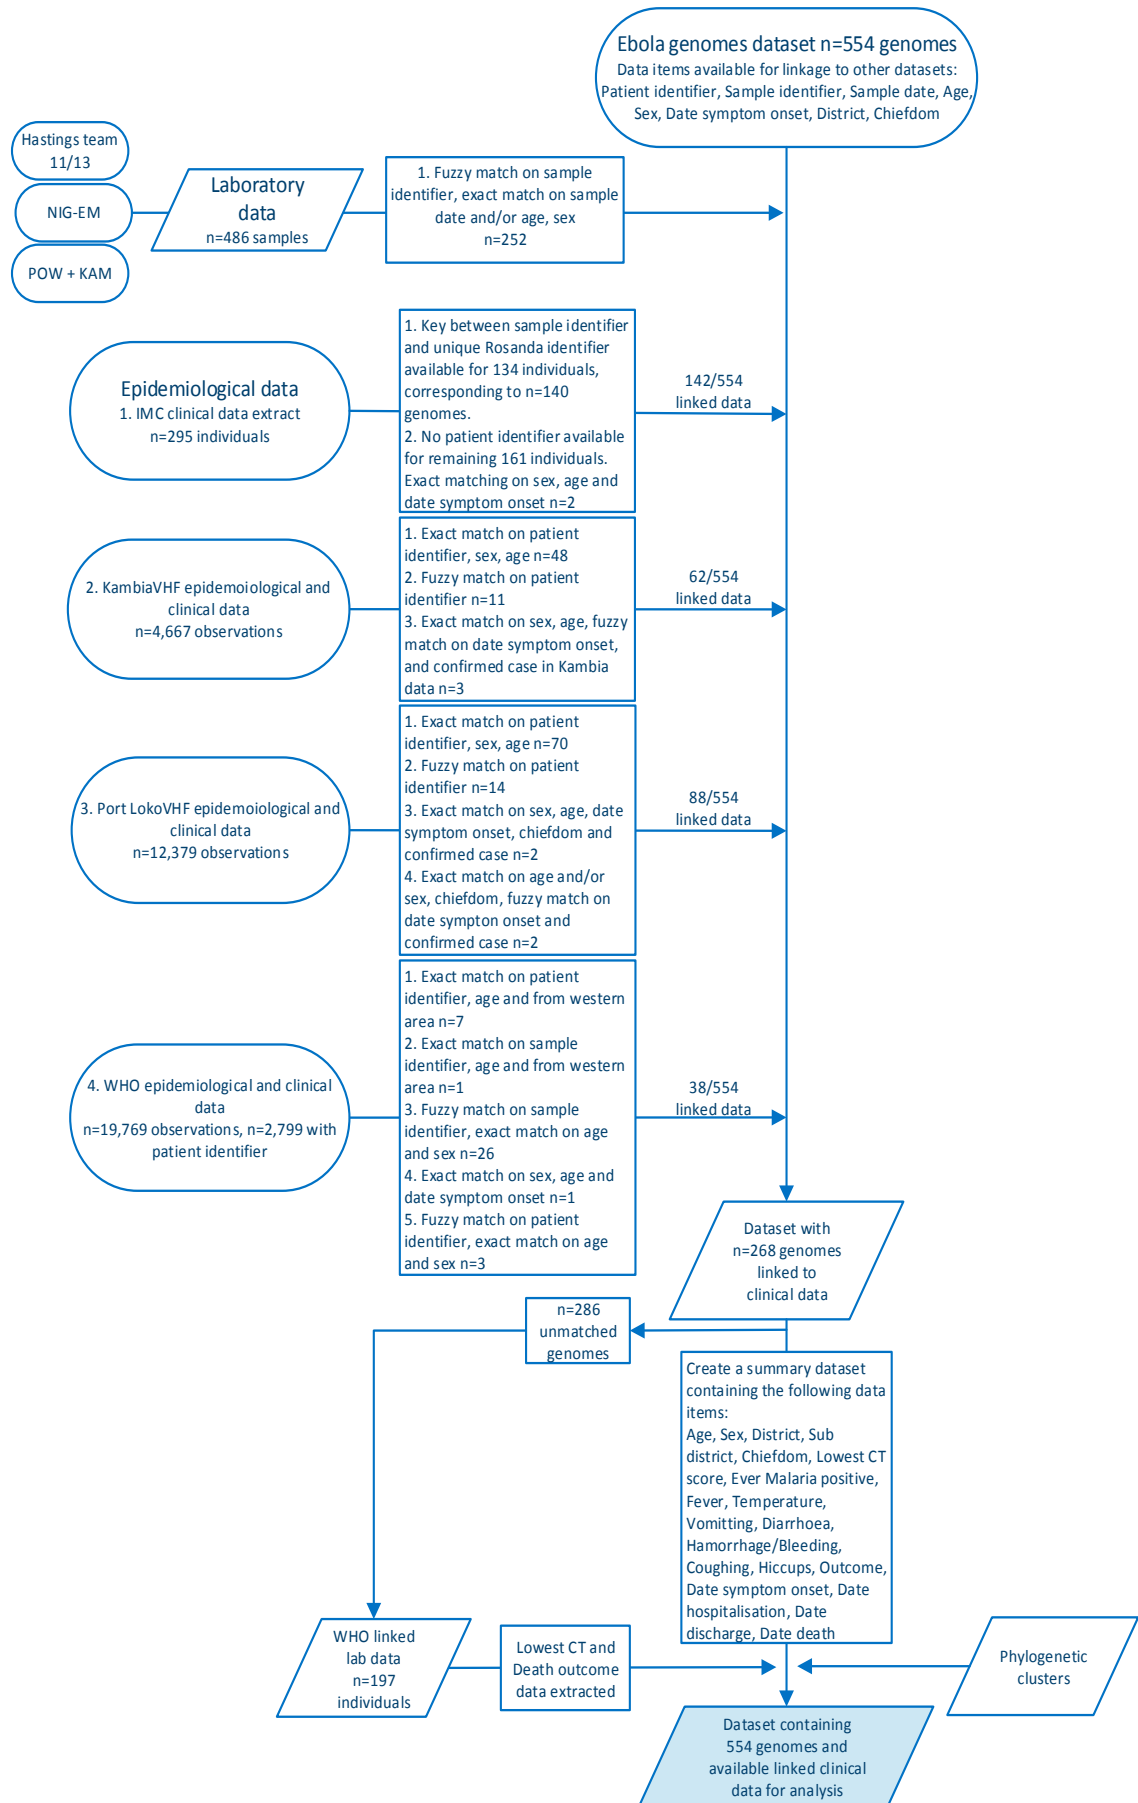 Ebola genomes dataset n=554 genomes
Data items available for linkage to other datasets:
Patient identifier, Sample identifier, Sample date, Age,
Sex, Date symptom onset, District, Chiefdom
Hastings team
11/13
NIG-EM
POW + KAM
Laboratory
data
n=486 samples
1. Fuzzy match on sample
identifier, exact match on sample
date and/or age, sex
n=252
Epidemiological data
1. IMC clinical data extract
n=295 individuals
1. Key between sample identifier
and unique Rosanda identifier
available for 134 individuals,
corresponding to n=140
genomes.
2. No patient identifier available
for remaining 161 individuals.
Exact matching on sex, age and
date symptom onset n=2
142/554
linked data
2. KambiaVHF epidemoiological and
clinical data
n=4,667 observations
1. Exact match on patient
identifier, sex, age n=48
2. Fuzzy match on patient
identifier n=11
3. Exact match on sex, age, fuzzy
match on date symptom onset,
and confirmed case in Kambia
data n=3
62/554
linked data
3. Port LokoVHF epidemoiological and
clinical data
n=12,379 observations
1. Exact match on patient
identifier, sex, age n=70
2. Fuzzy match on patient
identifier n=14
3. Exact match on sex, age, date
symptom onset, chiefdom and
confirmed case n=2
4. Exact match on age and/or
sex, chiefdom, fuzzy match on
date sympton onset and
confirmed case n=2
88/554
linked data
4. WHO epidemiological and clinical
data
n=19,769 observations, n=2,799 with
patient identifier
1. Exact match on patient
identifier, age and from western
area n=7
2. Exact match on sample
identifier, age and from western
area n=1
3. Fuzzy match on sample
identifier, exact match on age
and sex n=26
4. Exact match on sex, age and
date symptom onset n=1
5. Fuzzy match on patient
identifier, exact match on age
and sex n=3
38/554
linked data
Dataset with
n=268 genomes
linked to
clinical data
n=286
unmatched
genomes
Create a summary dataset
containing the following data
items:
Age, Sex, District, Sub
district, Chiefdom, Lowest CT
score, Ever Malaria positive,
Fever, Temperature,
Vomitting, Diarrhoea,
Hamorrhage/Bleeding,
Coughing, Hiccups, Outcome,
Date symptom onset, Date
hospitalisation, Date
discharge, Date death
WHO linked
lab data
n=197
individuals
Lowest CT and
Death outcome
data extracted
Phylogenetic
clusters
Dataset containing
554 genomes and
available linked clinical
data for analysis